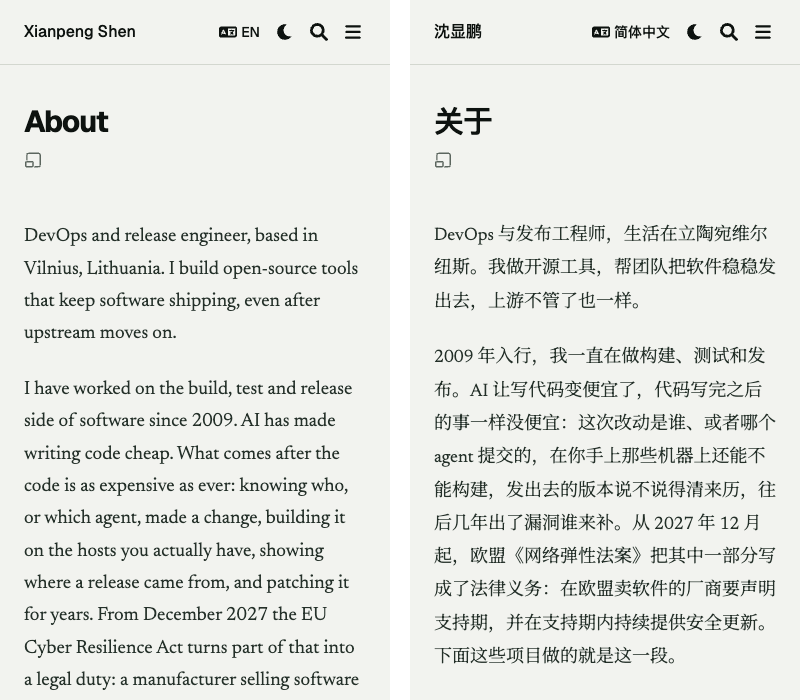 Xianpeng Shen
EN
About
DevOps and release engineer, based in
Vilnius, Lithuania. I build open-source tools
that keep software shipping, even after
upstream moves on.
I have worked on the build, test and release
side of software since 2009. AI has made
writing code cheap. What comes after the
code is as expensive as ever: knowing who,
or which agent, made a change, building it
on the hosts you actually have, showing
where a release came from, and patching it
for years. From December 2027 the EU
Cyber Resilience Act turns part of that into
a legal duty: a manufacturer selling software
沈显鹏
简体中文
关于
DevOps 与发布工程师，生活在立陶宛维尔
纽斯。我做开源工具，帮团队把软件稳稳发
出去，上游不管了也一样。
2009 年入行，我一直在做构建、测试和发
布。AI 让写代码变便宜了，代码写完之后
的事一样没便宜：这次改动是谁、或者哪个
agent 提交的，在你手上那些机器上还能不
能构建，发出去的版本说不说得清来历，往
后几年出了漏洞谁来补。从 2027 年 12 月
起，欧盟《网络弹性法案》把其中一部分写
成了法律义务：在欧盟卖软件的厂商要声明
支持期，并在支持期内持续提供安全更新。
下面这些项目做的就是这一段。